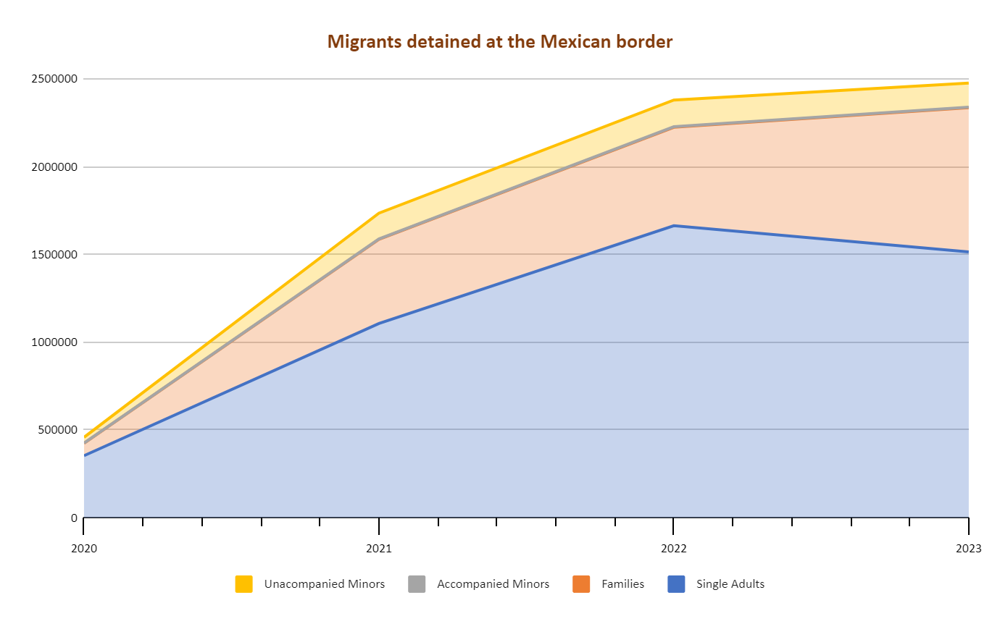 Migrants detained at the Mexican border
2500000
2000000
1500000
1000000
500000
0
2020 2021 2022 2023
Unacompanied Minors Accompanied Minors Families Single Adults